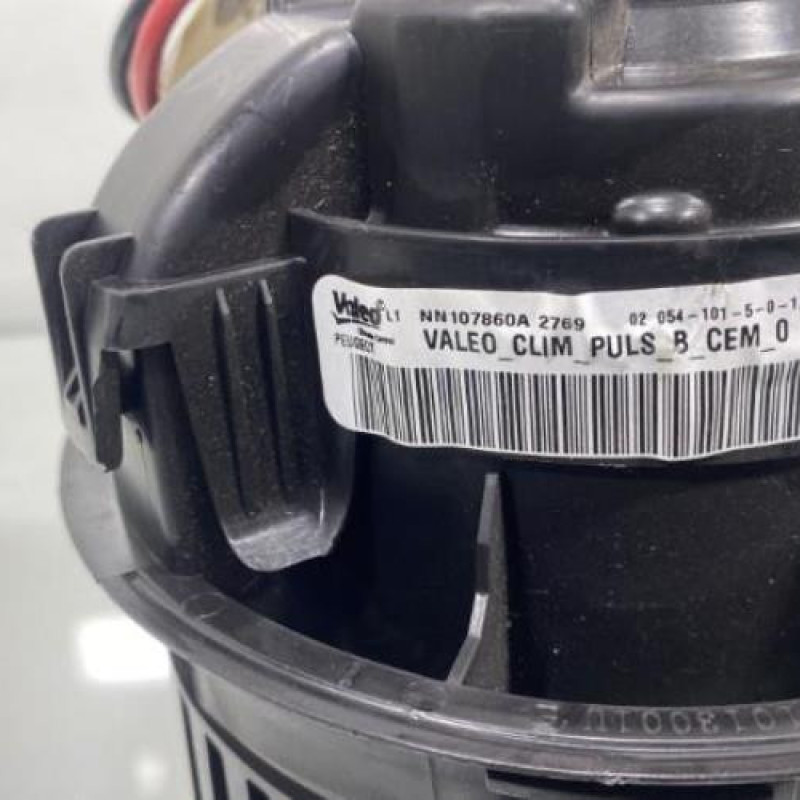 Valeo L1 NN107860A 2769 02 054-101-5-0-1
PEUGEOT VALEO_CLIM_PULS_B_CEM_0